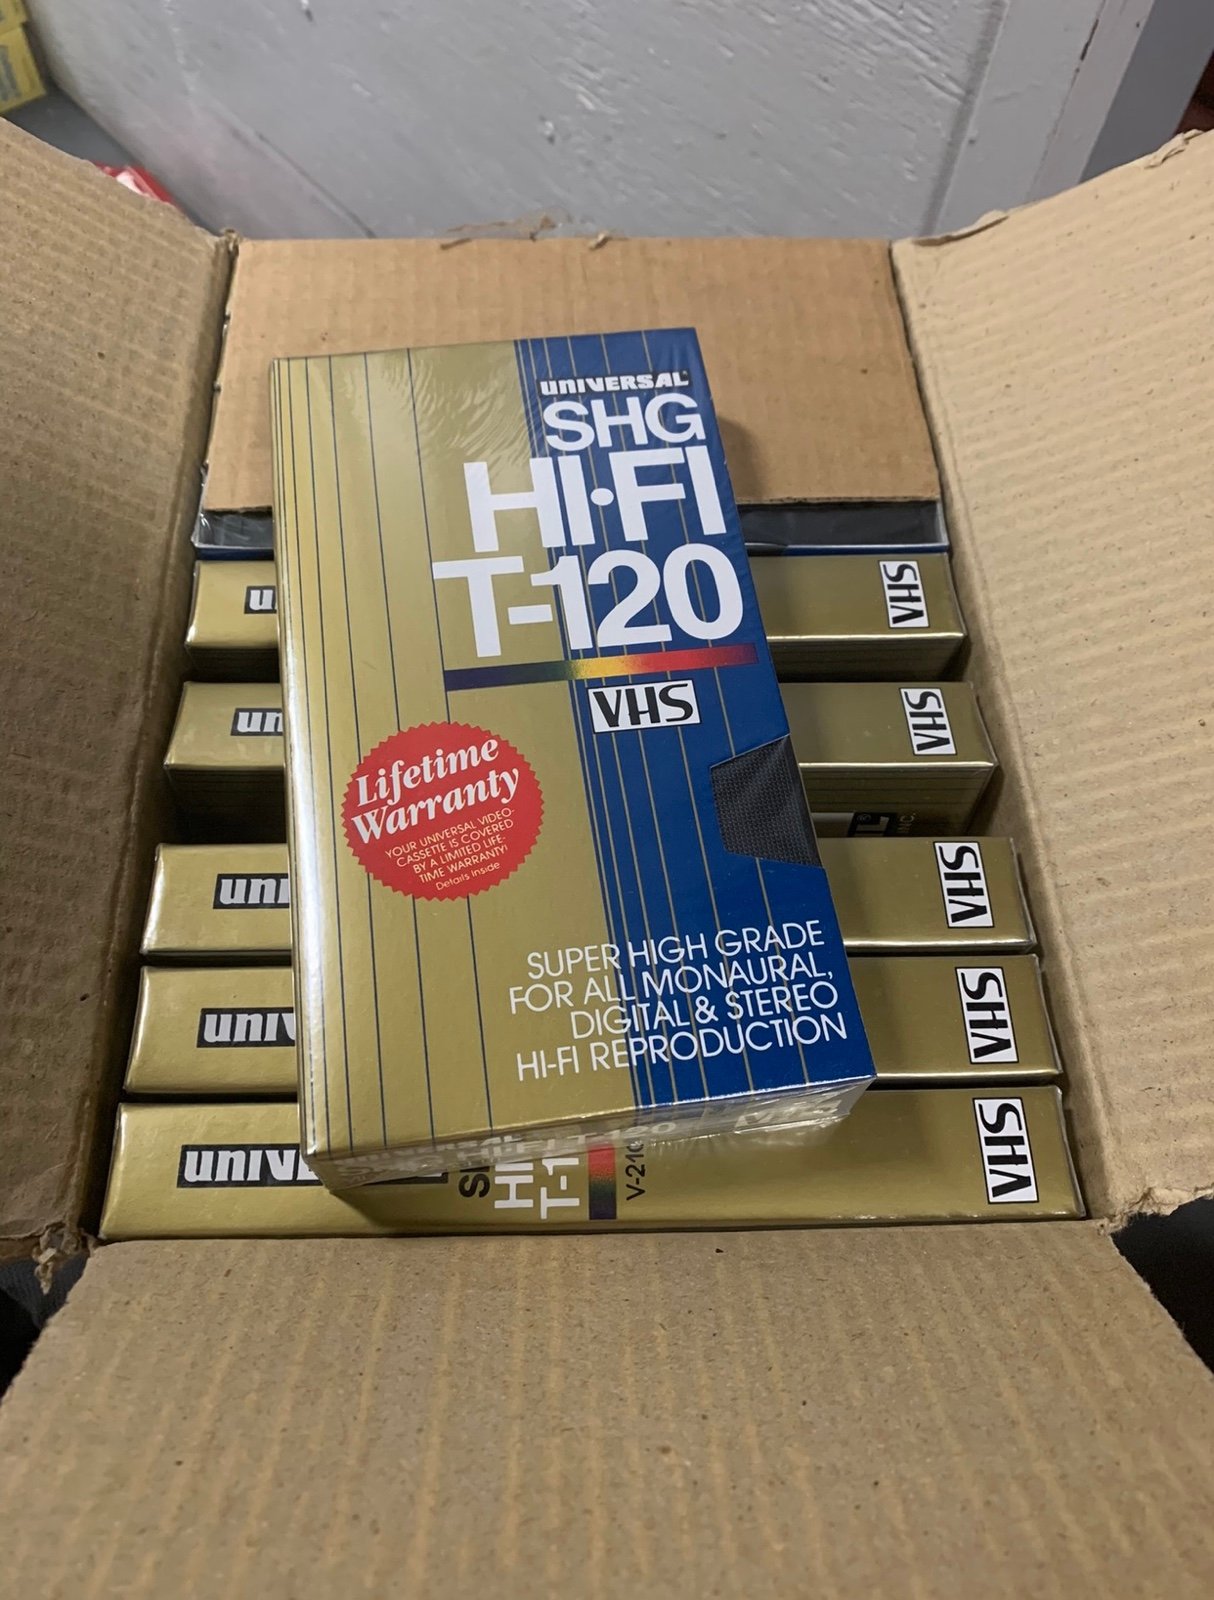 UNIVERSAL
SHG
HI·FI
T-120
VHS
Lifetime
Warranty
YOUR UNIVERSAL VIDEO-
CASSETTE IS COVERED
BY A LIMITED LIFE-
TIME WARRANTY!
Details Inside
SUPER HIGH GRADE
FOR ALL MONAURAL,
DIGITAL & STEREO
HI-FI REPRODUCTION
VHS
VHS
INC.
VHS
VHS
VHS